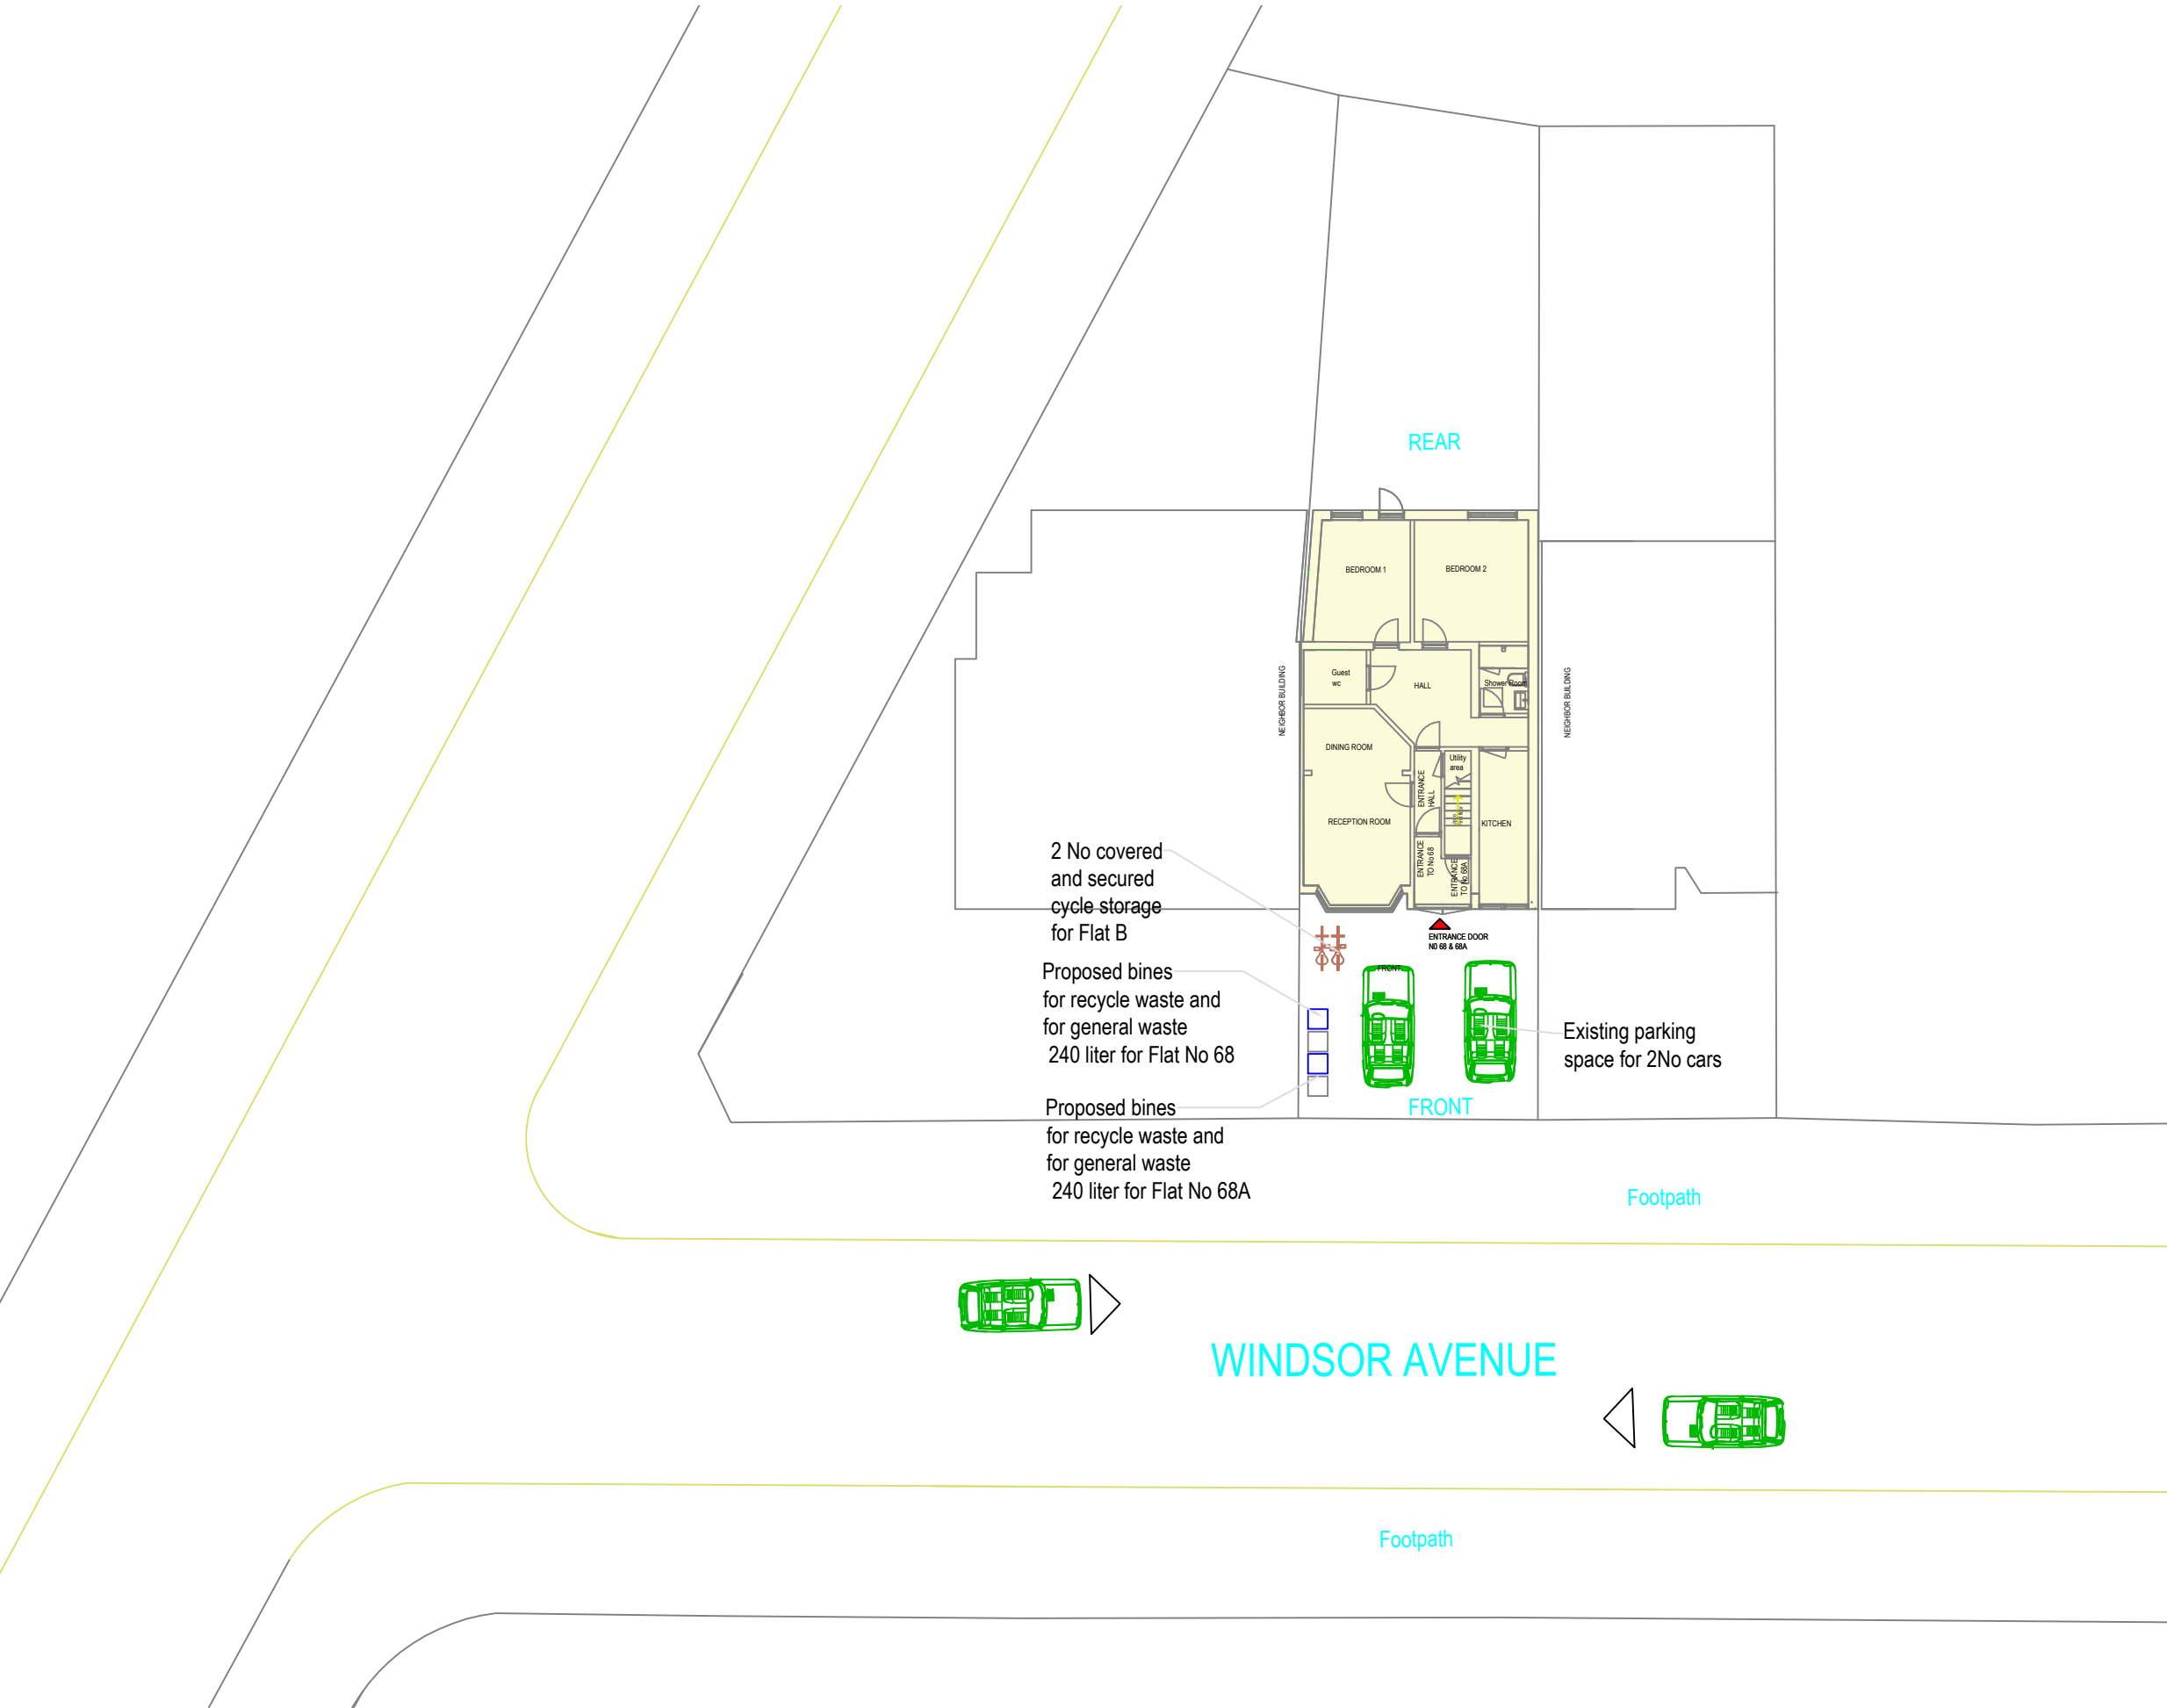 REAR
BEDROOM 1
BEDROOM 2
NEIGHBOR BUILDING
Guest
wc
HALL
Shower Room
NEIGHBOR BUILDING
DINING ROOM
Utility
area
ENTRANCE
HALL
RECEPTION ROOM
KITCHEN
ENTRANCE
TO No 68
ENTRANCE
TO No 68A
2 No covered
and secured
cycle storage
for Flat B
ENTRANCE DOOR
N0 68 & 68A
FRONT
Proposed bines
for recycle waste and
for general waste
240 liter for Flat No 68
Existing parking
space for 2No cars
FRONT
Proposed bines
for recycle waste and
for general waste
240 liter for Flat No 68A
Footpath
WINDSOR AVENUE
Footpath